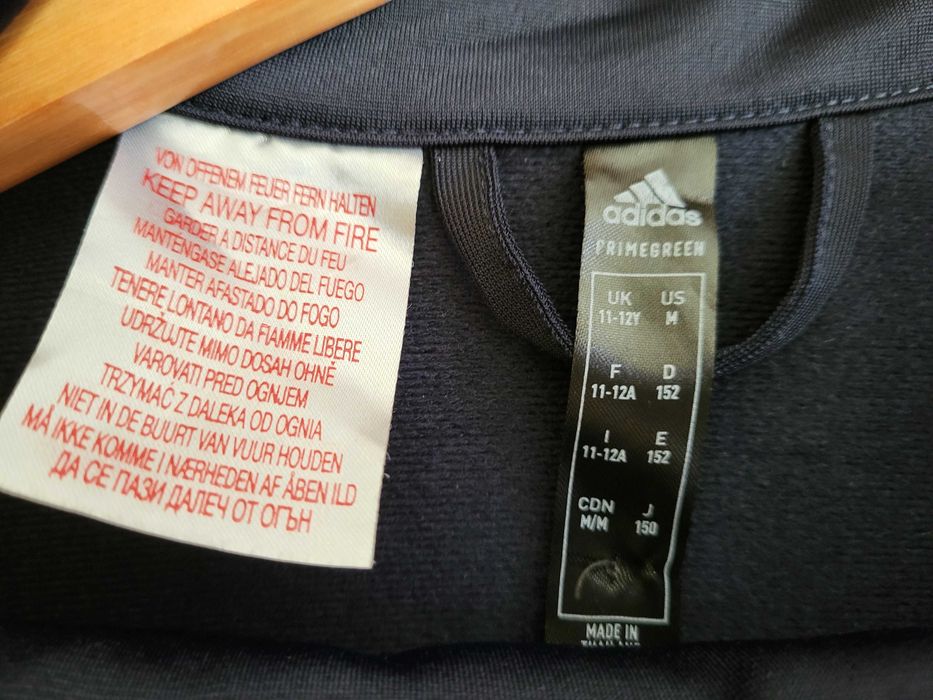 VON OFFENEM FEUER FERN HALTEN
KEEP AWAY FROM FIRE
GARDER A DISTANCE DU FEU
MANTENGASE ALEJADO DEL FUEGO
MANTER AFASTADO DO FOGO
TENERE LONTANO DA FIAMME LIBERE
UDRŽUJTE MIMO DOSAH OHNĚ
VAROVATI PRED OGNJEM
TRZYMAĆ Z DALEKA OD OGNIA
NIET IN DE BUURT VAN VUUR HOUDEN
MÅ IKKE KOMME I NÆRHEDEN AF ÅBEN ILD
ДА СЕ ПАЗИ ДАЛЕЧ ОТ ОГЪН
adidas
PRIMEGREEN
UK US
11-12Y M
F D
11-12A 152
I E
11-12A 152
CDN J
M/M 150
MADE IN
THAILAND